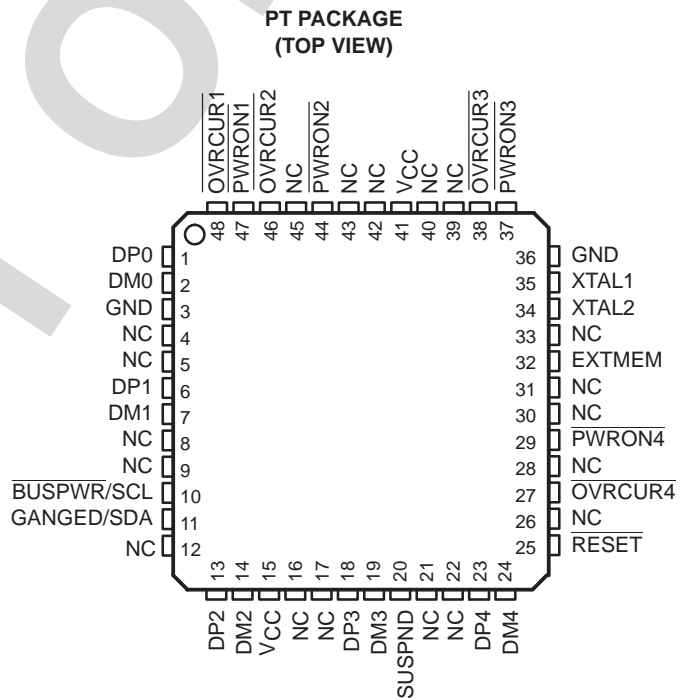 PT PACKAGE
(TOP VIEW)
OVRCUR1
PWRON1
OVRCUR2
NC
PWRON2
NC
NC
VCC
NC
NC
OVRCUR3
PWRON3
48 47 46 45 44 43 42 41 40 39 38 37
DP0 1
DM0 2
GND 3
NC 4
NC 5
DP1 6
DM1 7
NC 8
NC 9
BUSPWR/SCL 10
GANGED/SDA 11
NC 12
36 GND
35 XTAL1
34 XTAL2
33 NC
32 EXTMEM
31 NC
30 NC
29 PWRON4
28 NC
27 OVRCUR4
26 NC
25 RESET
13 14 15 16 17 18 19 20 21 22 23 24
DP2
DM2
VCC
NC
NC
DP3
DM3
SUSPND
NC
NC
DP4
DM4